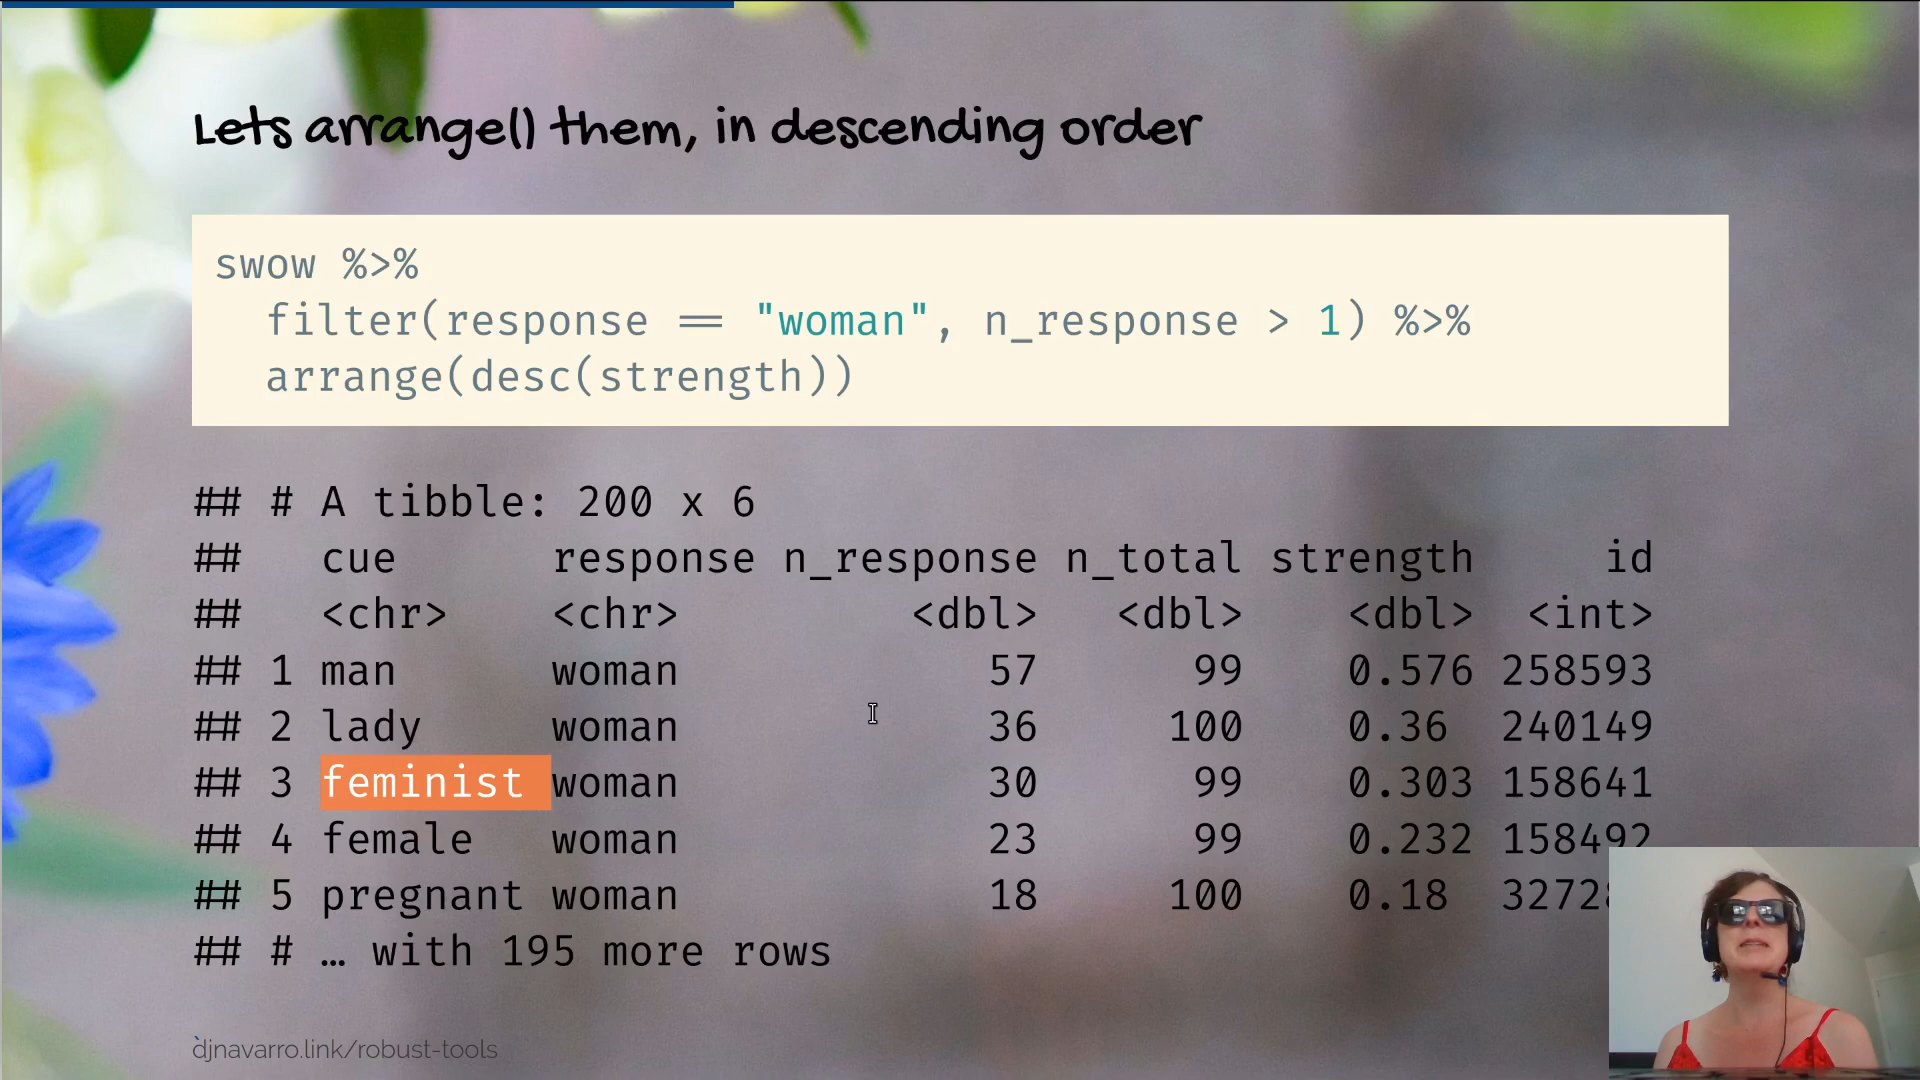 Lets arrange() them, in descending order
swow %>%
filter(response == "woman", n_response > 1) %>%
arrange(desc(strength))
## # A tibble: 200 x 6
## cue response n_response n_total strength id
## <chr> <chr> <dbl> <dbl> <dbl> <int>
## 1 man woman 57 99 0.576 258593
## 2 lady woman 36 100 0.36 240149
## 3 feminist woman 30 99 0.303 158641
## 4 female woman 23 99 0.232 158492
## 5 pregnant woman 18 100 0.18
## # … with 195 more rows
djnavarro.link/robust-tools